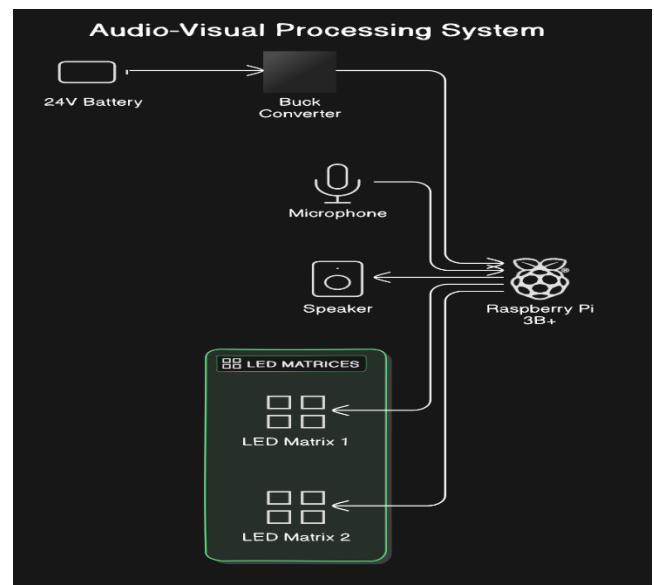 Audio-Visual Processing System
24V Battery
Buck
Converter
Microphone
Speaker
Raspberry Pi
3B+
LED MATRICES
LED Matrix 1
LED Matrix 2